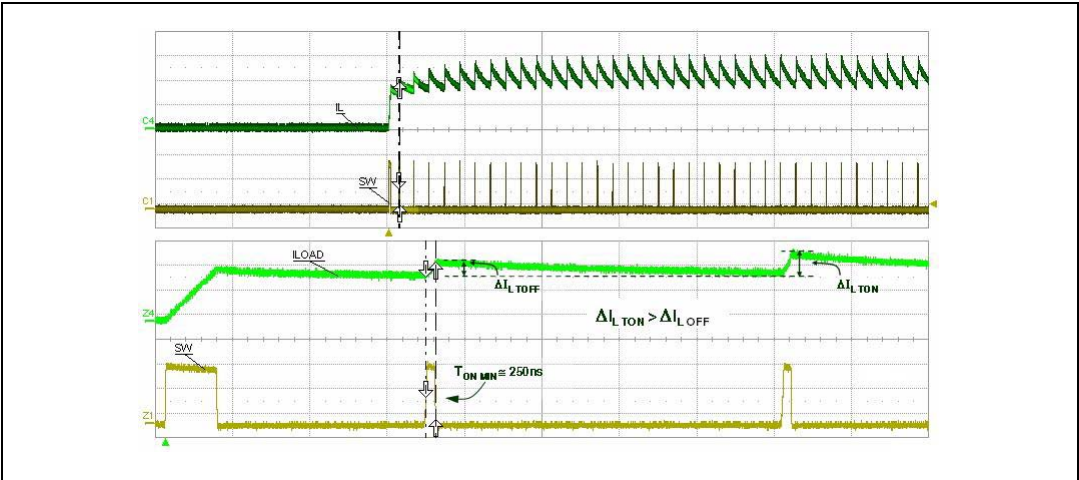 IL
C4
SW
C1
ILOAD
ΔIL TOFF
ΔIL TON
Z4
ΔIL TON > ΔIL OFF
SW
TON MIN ≅ 250ns
Z1